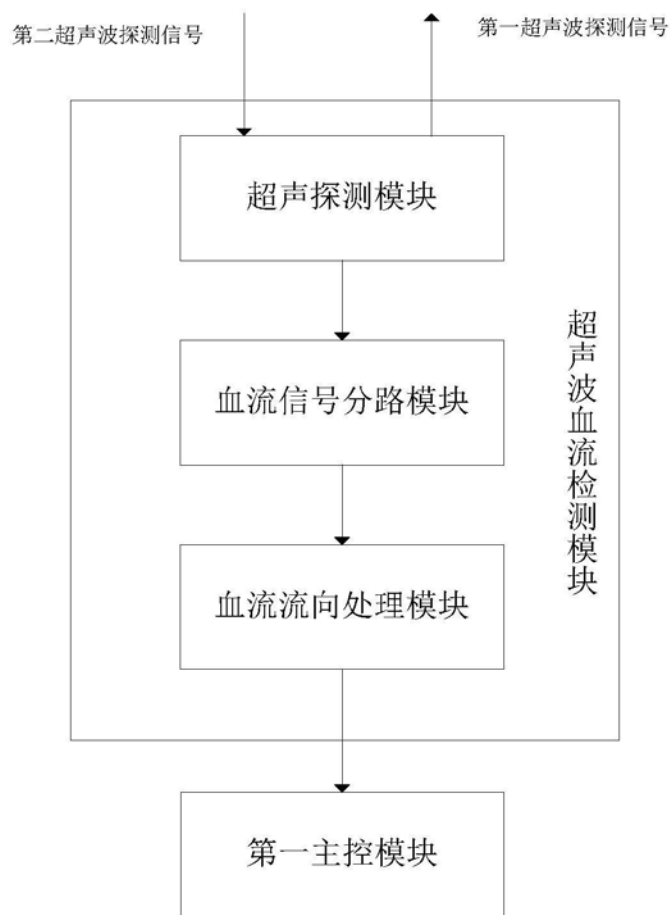 第二超声波探测信号
第一超声波探测信号
超声探测模块
血流信号分路模块
血流流向处理模块
超声波血流检测模块
第一主控模块